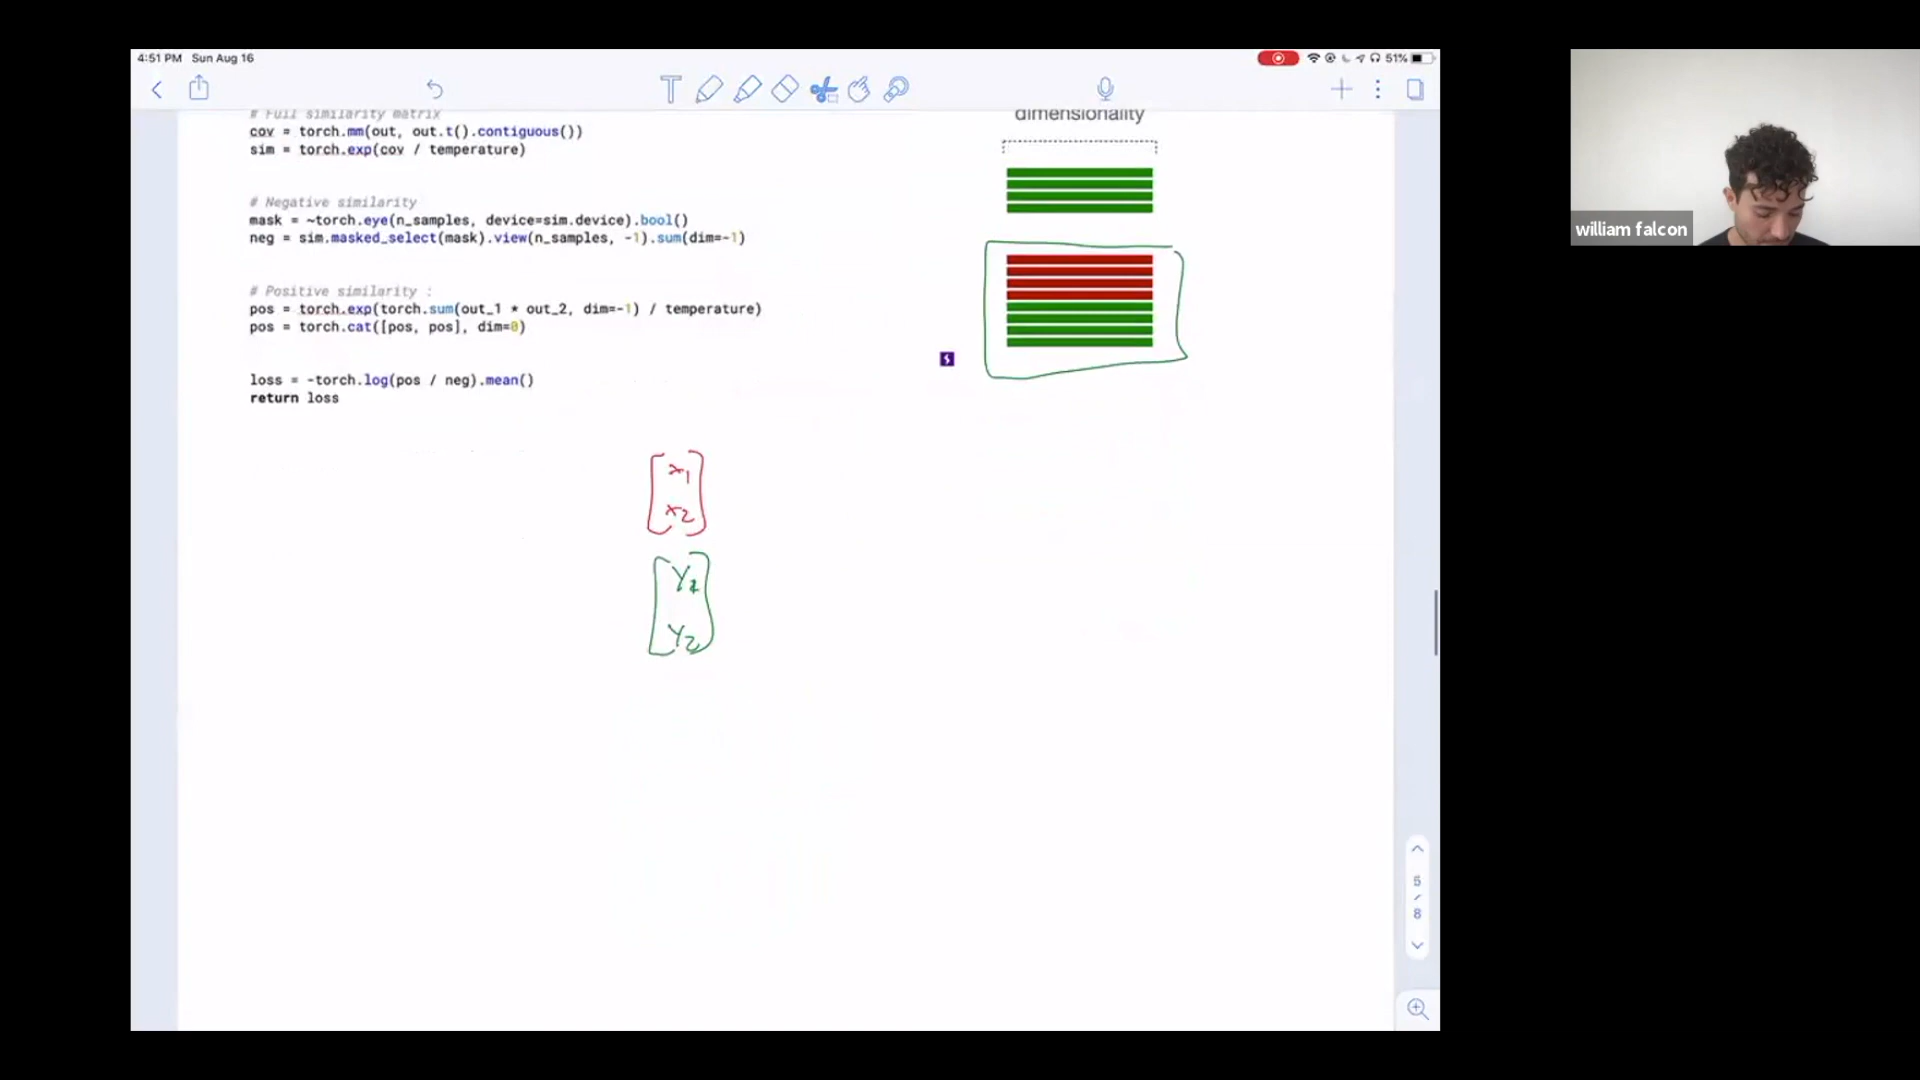 4:51 PM Sun Aug 16
51%
# Full similarity matrix
cov = torch.mm(out, out.t().contiguous())
sim = torch.exp(cov / temperature)
# Negative similarity
mask = ~torch.eye(n_samples, device=sim.device).bool()
neg = sim.masked_select(mask).view(n_samples, -1).sum(dim=-1)
# Positive similarity :
pos = torch.exp(torch.sum(out_1 * out_2, dim=-1) / temperature)
pos = torch.cat([pos, pos], dim=0)
loss = -torch.log(pos / neg).mean()
return loss
dimensionality
x1
x2
y1
y2
5
/
8
william falcon